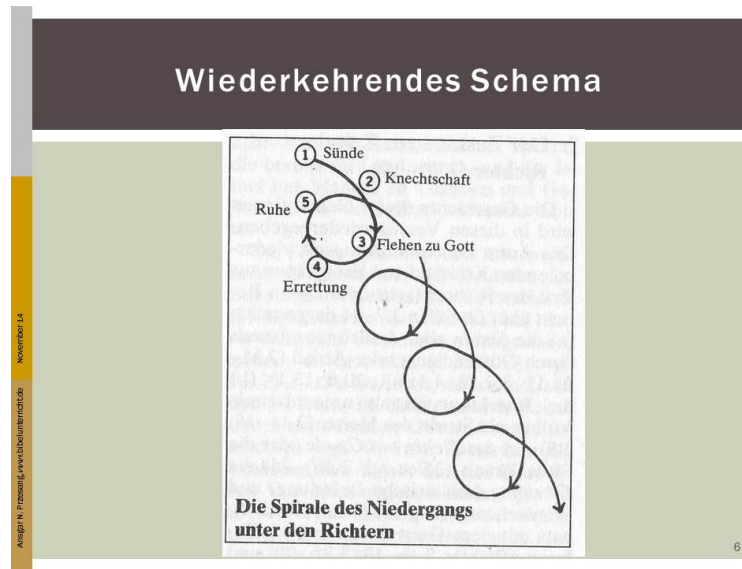 Wiederkehrendes Schema
1 Sünde
2 Knechtschaft
5
Ruhe
3 Flehen zu Gott
4
Errettung
Die Spirale des Niedergangs
unter den Richtern
Ansgar N. Przesang, www.bibelunterricht.de
November 14
6